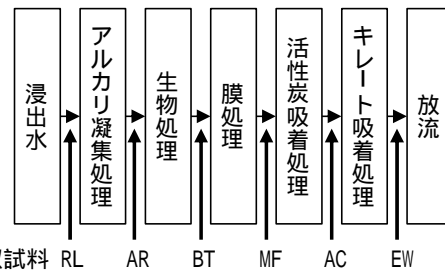 浸出水
アルカリ凝集処理
生物処理
膜処理
活性炭吸着処理
キレート吸着処理
放流
試料 RL AR BT MF AC EW